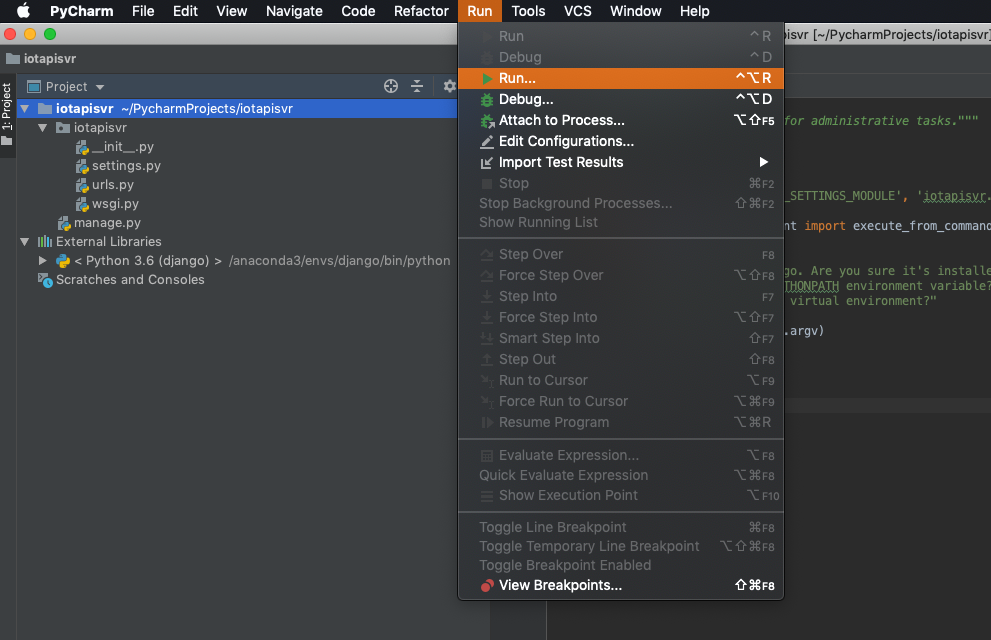 PyCharm File Edit View Navigate Code Refactor Run Tools VCS Window Help
[~/PycharmProjects/iotapisvr]
iotapisvr
1: Project
Project
iotapisvr ~/PycharmProjects/iotapisvr
iotapisvr
__init__.py
settings.py
urls.py
wsgi.py
manage.py
External Libraries
< Python 3.6 (django) > /anaconda3/envs/django/bin/python
Scratches and Consoles
Run ⌃R
Debug ⌃D
Run... ⌃⌥R
Debug... ⌃⌥D
Attach to Process... ⌥⇧F5
Edit Configurations...
Import Test Results
Stop ⌘F2
Stop Background Processes... ⇧⌘F2
Show Running List
Step Over F8
Force Step Over ⌥⇧F8
Step Into F7
Force Step Into ⌥⇧F7
Smart Step Into ⇧F7
Step Out ⇧F8
Run to Cursor ⌥F9
Force Run to Cursor ⌥⌘F9
Resume Program ⌥⌘R
Evaluate Expression... ⌥F8
Quick Evaluate Expression ⌥⌘F8
Show Execution Point ⌥F10
Toggle Line Breakpoint ⌘F8
Toggle Temporary Line Breakpoint ⌥⇧⌘F8
Toggle Breakpoint Enabled
View Breakpoints... ⇧⌘F8
for administrative tasks."""
_SETTINGS_MODULE', 'iotapisvr.
nt import execute_from_command
go. Are you sure it's installe
THONPATH environment variable?
virtual environment?"
.argv)